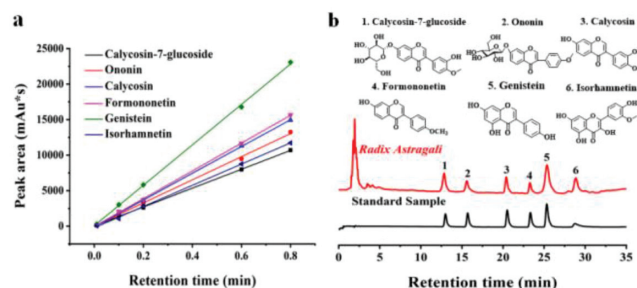 a
Peak area (mAu*s)
25000
20000
15000
10000
5000
0
Calycosin-7-glucoside
Ononin
Calycosin
Formononetin
Genistein
Isorhamnetin
0.0 0.2 0.4 0.6 0.8
Retention time (min)
b
1. Calycosin-7-glucoside
2. Ononin
3. Calycosin
4. Formononetin
5. Genistein
6. Isorhamnetin
Radix Astragali
1 2 3 4 5 6
Standard Sample
0 5 10 15 20 25 30 35
Retention time (min)